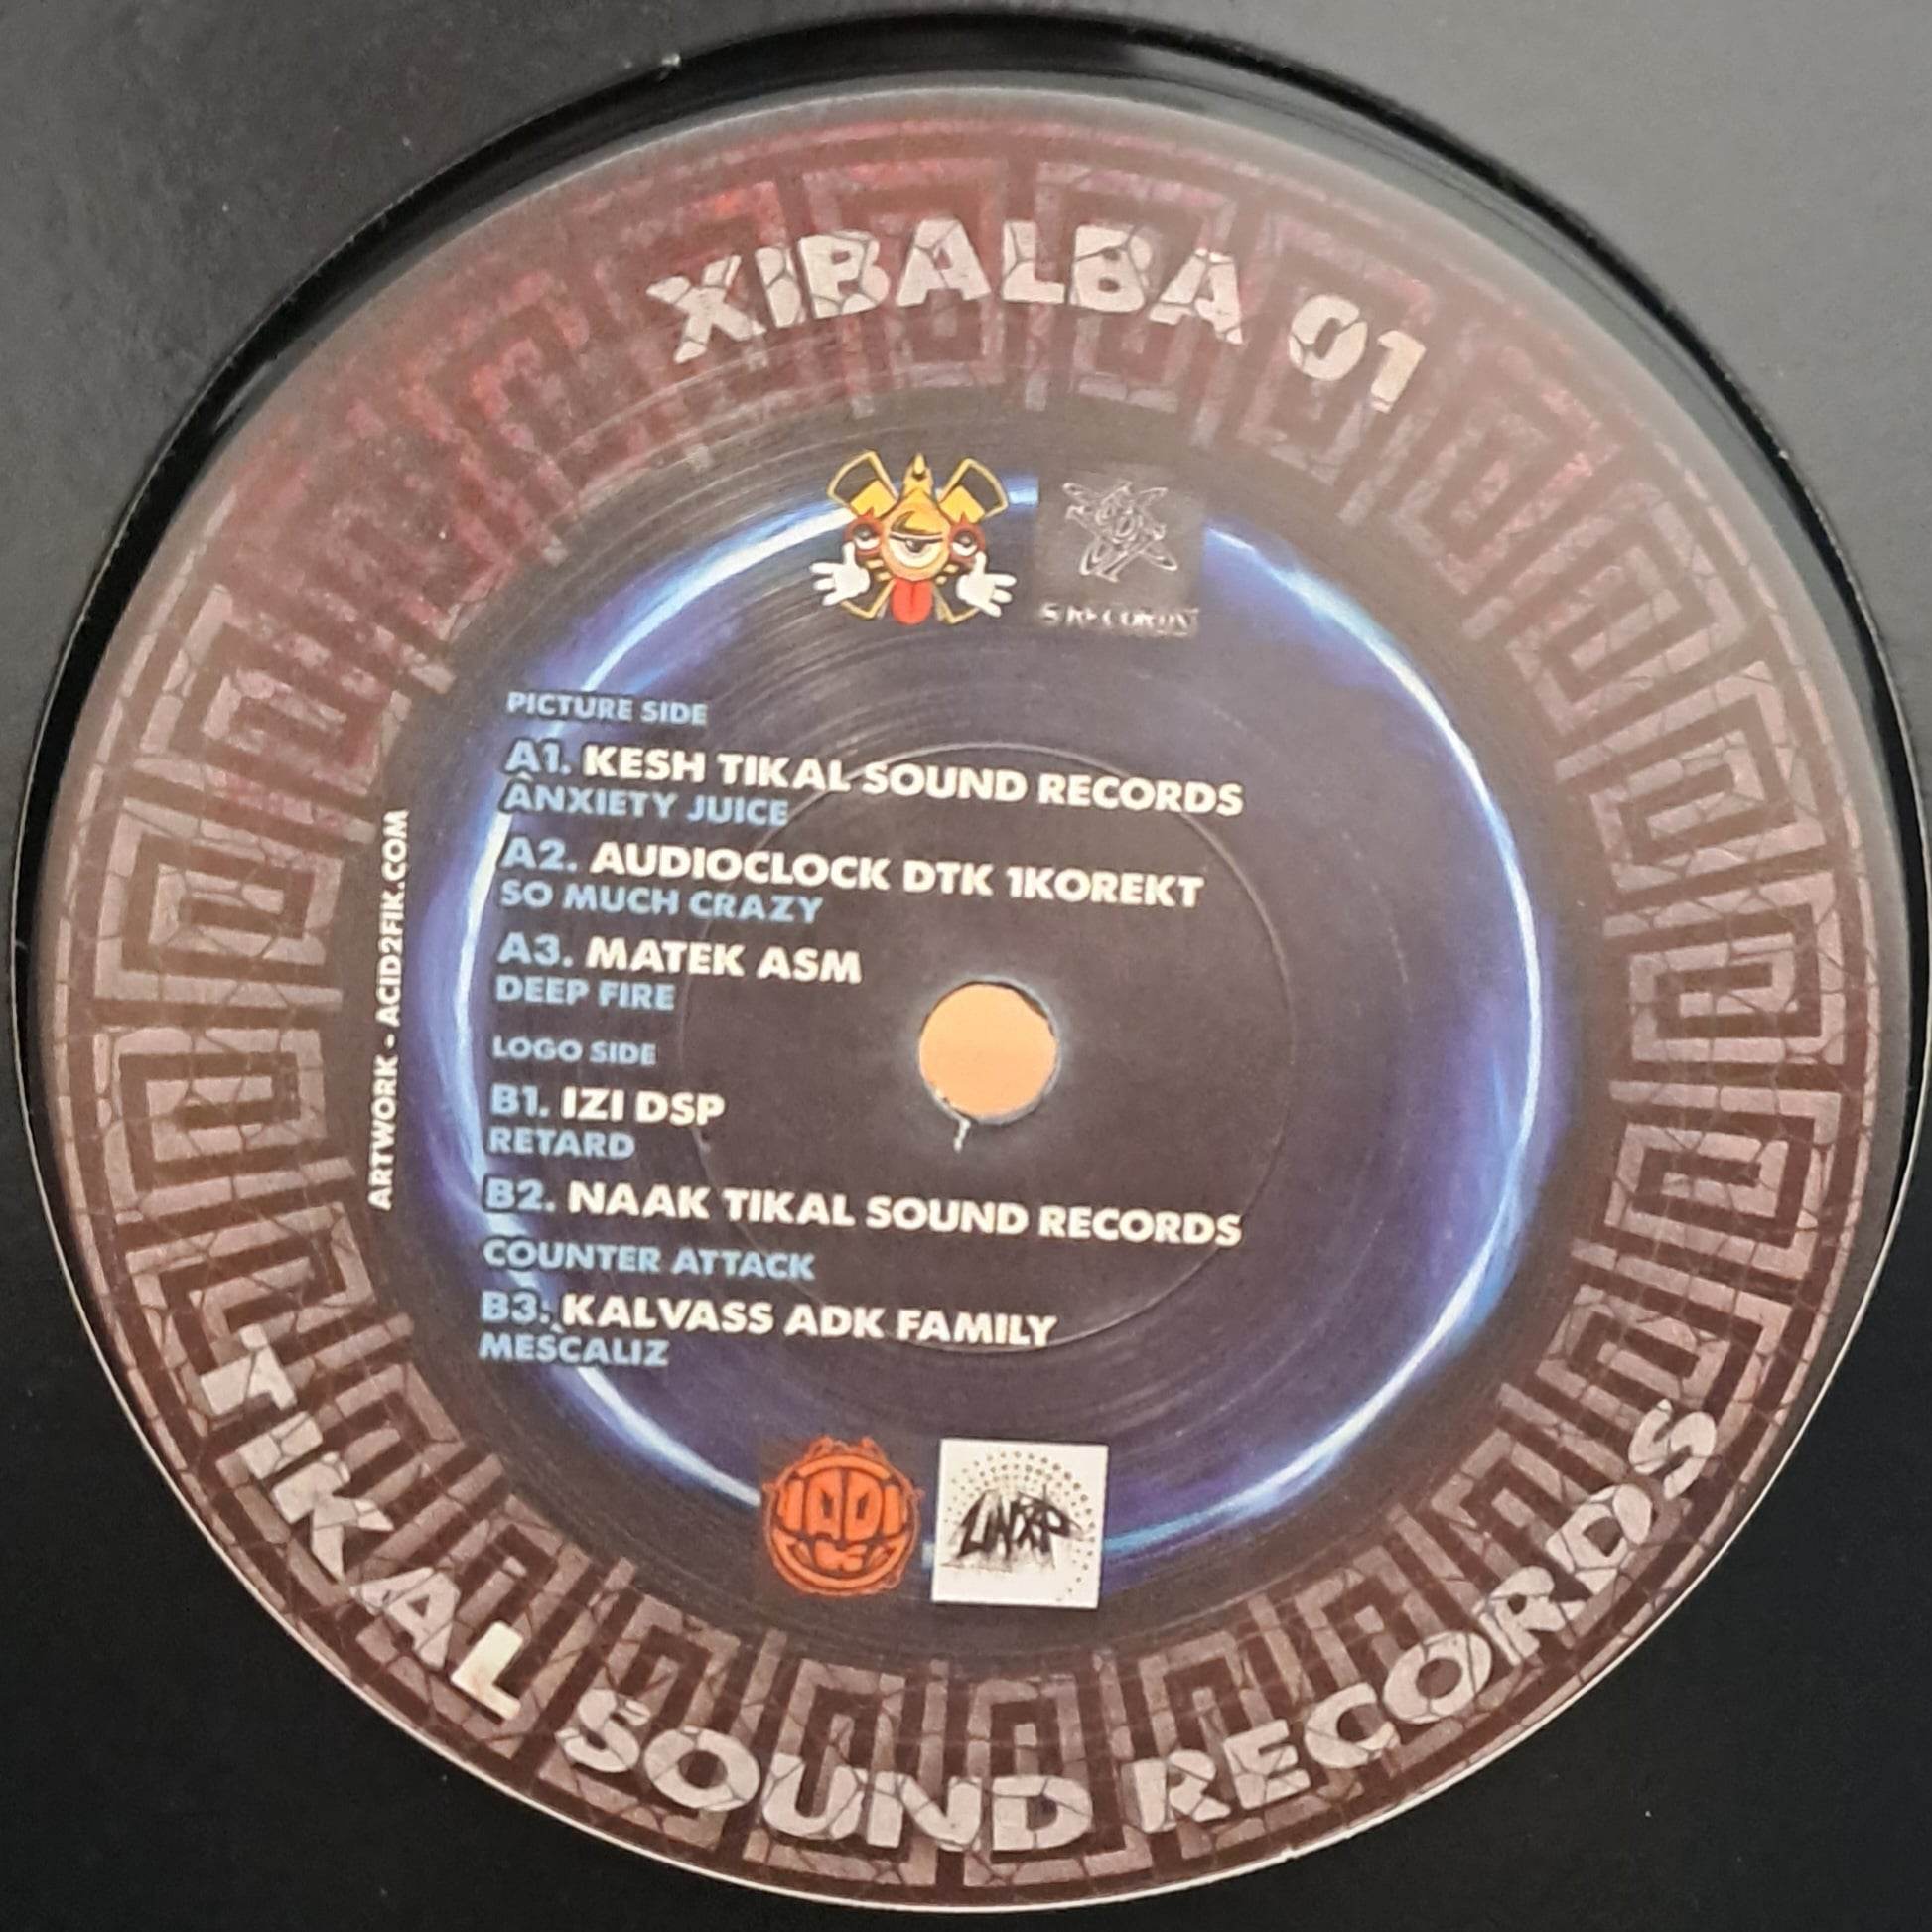 XIBALBA 01
S RECORDS
PICTURE SIDE
A1. KESH TIKAL SOUND RECORDS
ANXIETY JUICE
A2. AUDIOCLOCK DTK 1KOREKT
SO MUCH CRAZY
A3. MATEK ASM
DEEP FIRE
LOGO SIDE
B1. IZI DSP
RETARD
B2. NAAK TIKAL SOUND RECORDS
COUNTER ATTACK
B3. KALVASS ADK FAMILY
MESCALIZ
ARTWORK - ACID2FIK.COM
TIKAL SOUND RECORDS